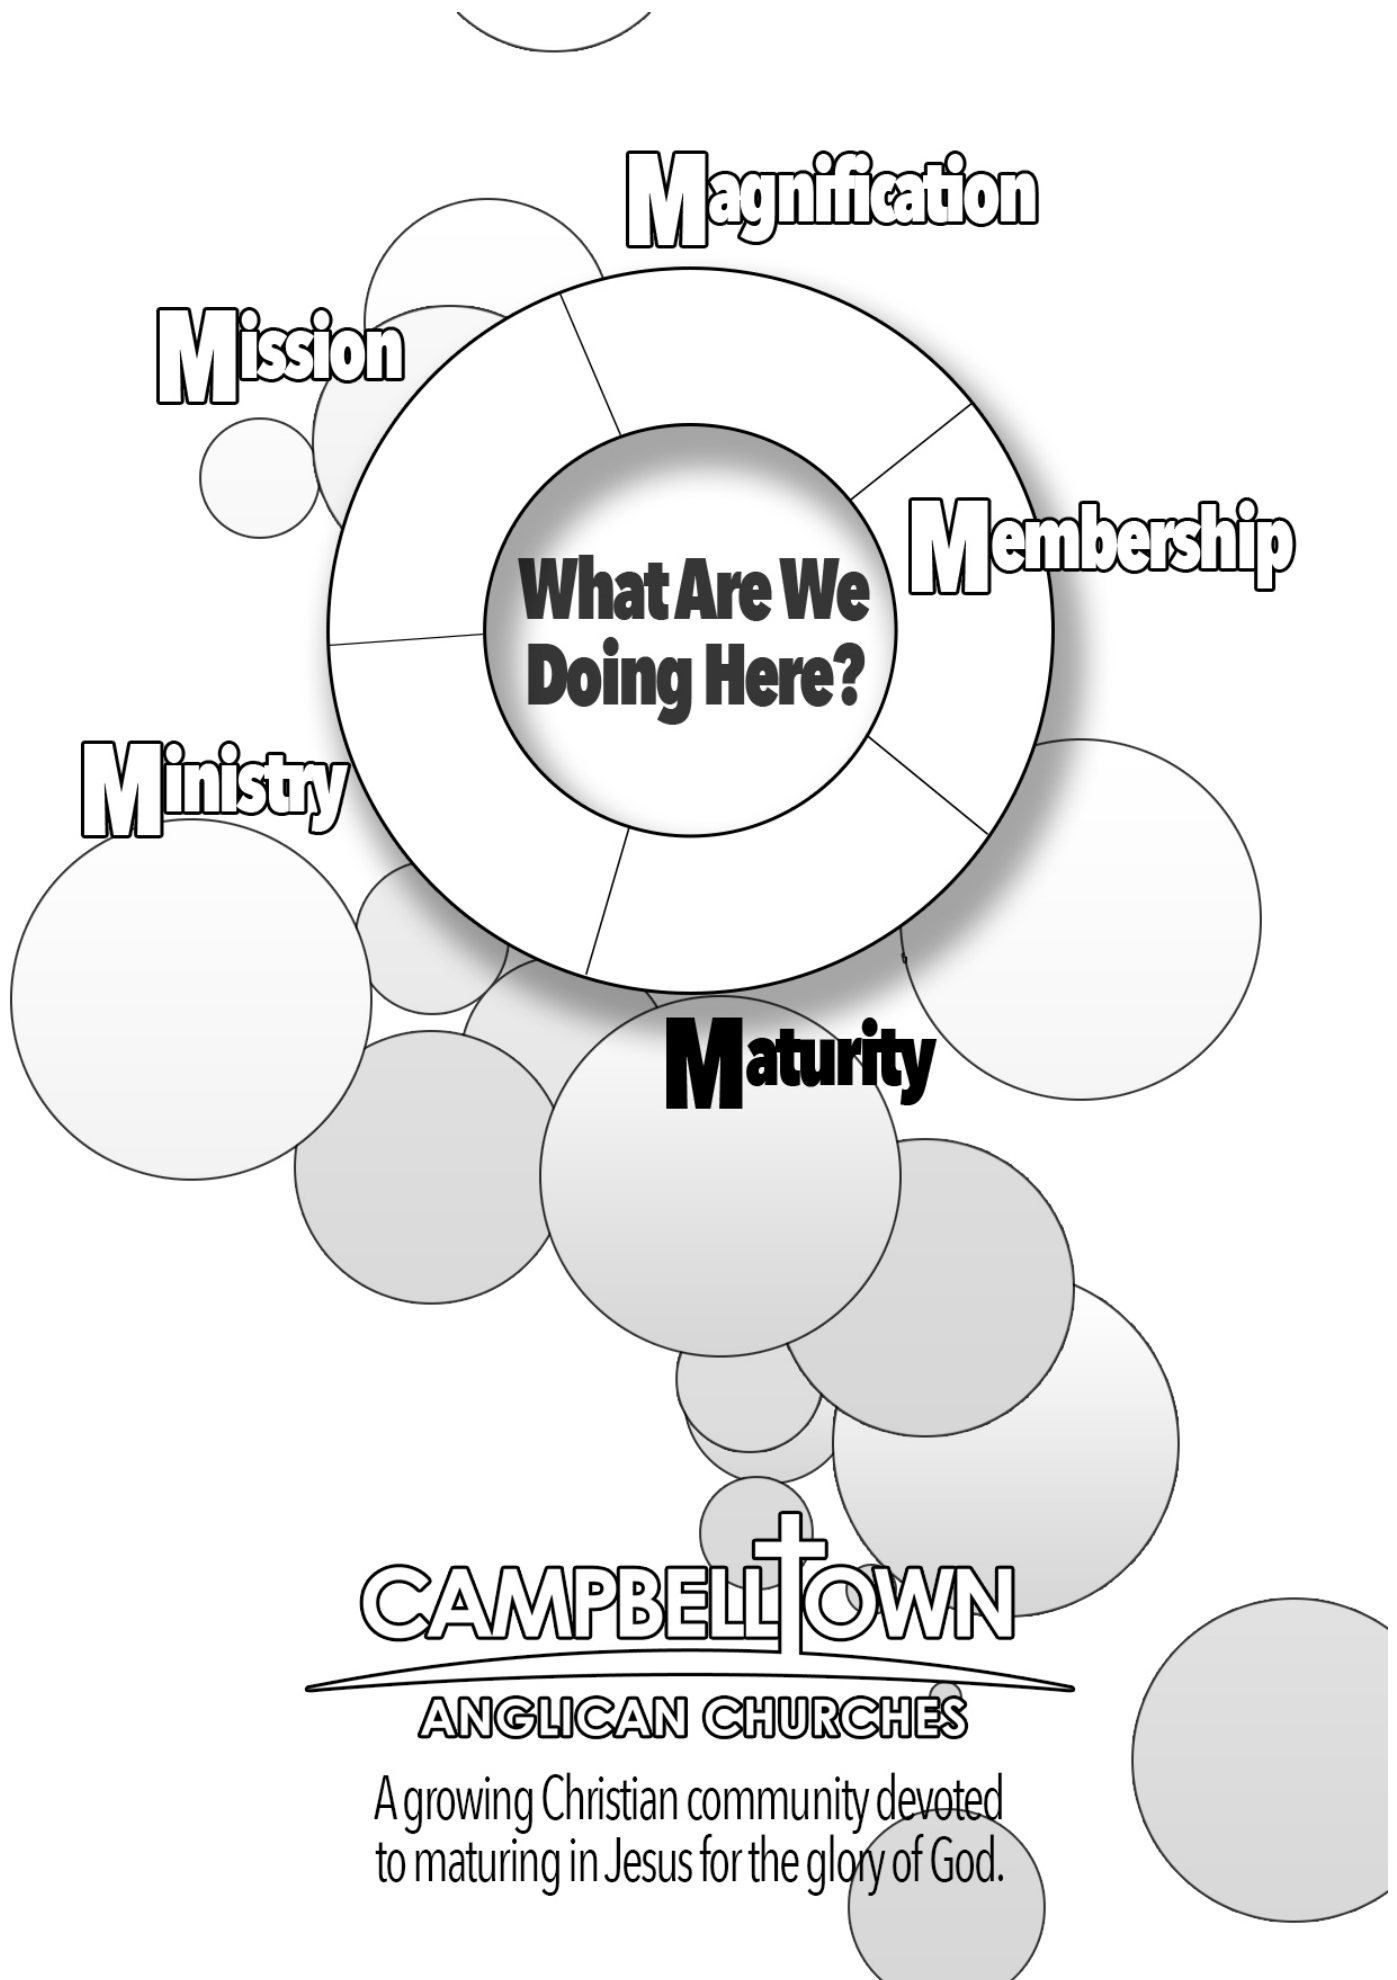 Magnification
Mission
Membership
What Are We
Doing Here?
Ministry
Maturity
CAMPBELLTOWN
ANGLICAN CHURCHES
A growing Christian community devoted
to maturing in Jesus for the glory of God.